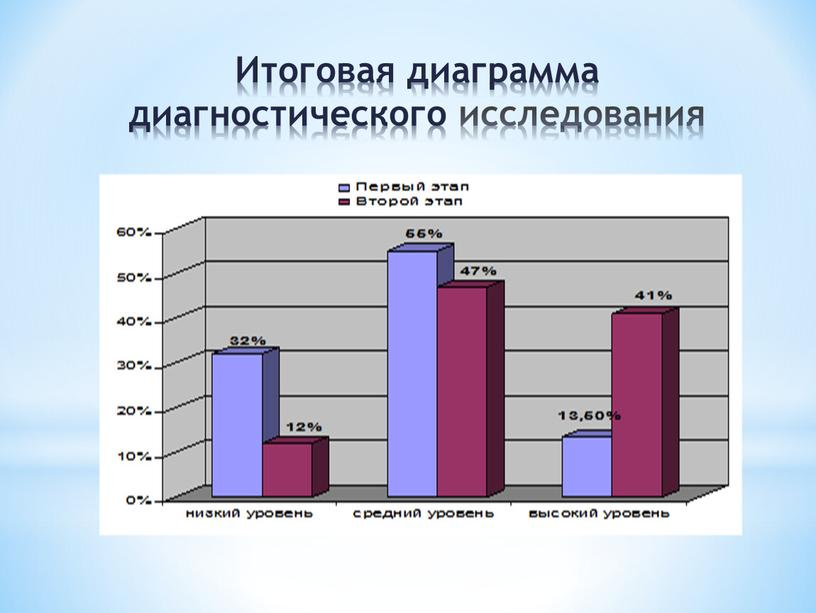 Итоговая диаграмма
диагностического исследования
Первый этап
Второй этап
60%
50%
40%
30%
20%
10%
0%
32%
12%
55%
47%
13,60%
41%
низкий уровень
средний уровень
высокий уровень